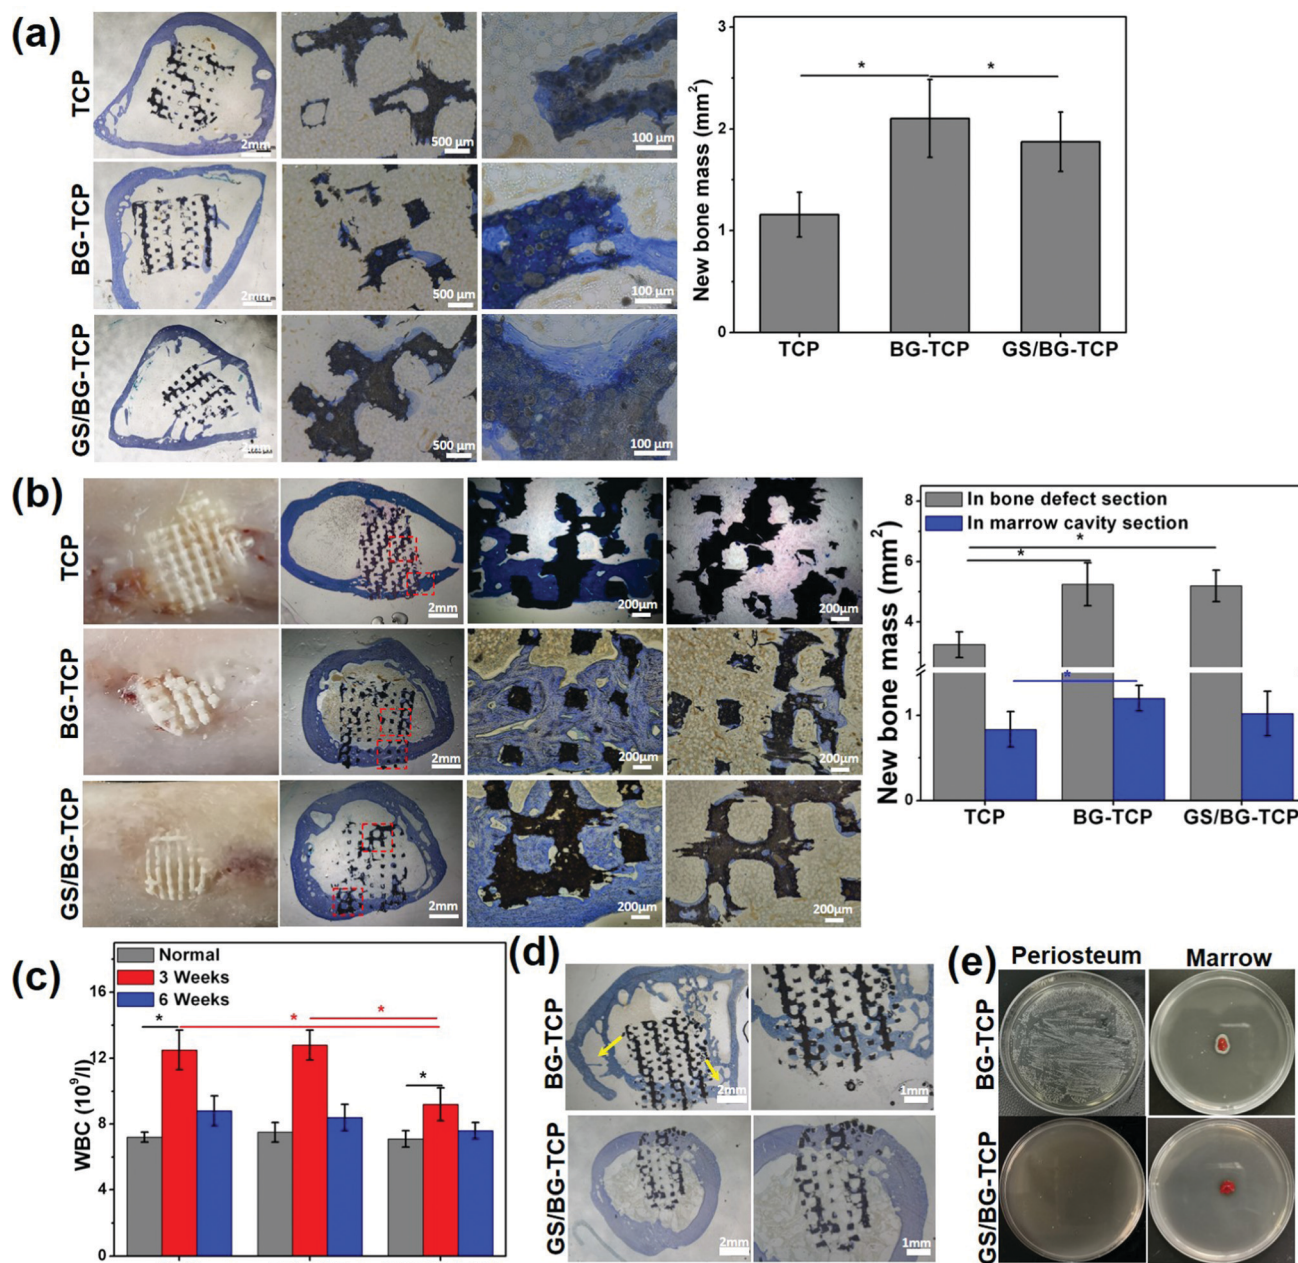 (a)
TCP
2mm
500 μm
100 μm
BG-TCP
2mm
500 μm
100 μm
GS/BG-TCP
500 μm
100 μm
New bone mass (mm²)
3
2
1
0
TCP BG-TCP GS/BG-TCP
* *
(b)
TCP
2mm
200μm
200μm
BG-TCP
2mm
200μm
200μm
GS/BG-TCP
2mm
200μm
200μm
In bone defect section
In marrow cavity section
New bone mass (mm²)
8
6
4
1
0
* * *
TCP BG-TCP GS/BG-TCP
(c)
Normal
3 Weeks
6 Weeks
WBC (10⁹/l)
16
12
8
4
0
* * * *
(d)
BG-TCP
2mm
1mm
GS/BG-TCP
2mm
1mm
(e)
Periosteum Marrow
BG-TCP
GS/BG-TCP